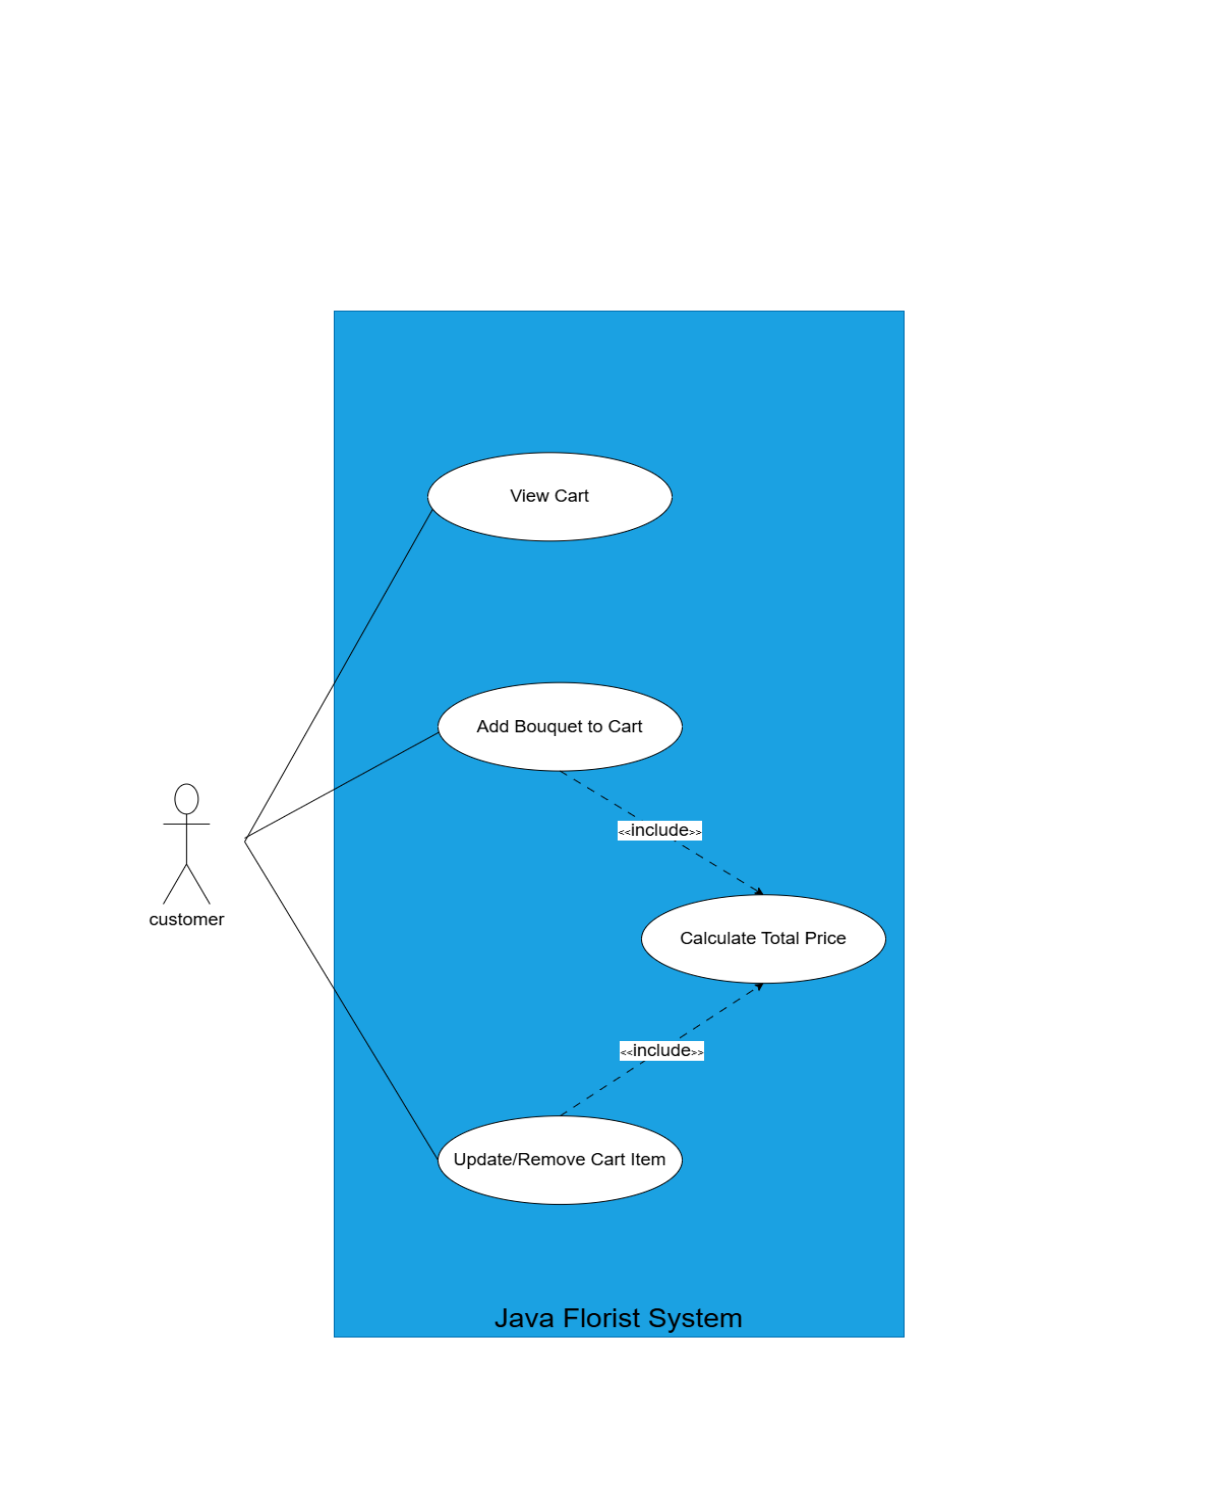 View Cart
Add Bouquet to Cart
<<include>>
customer
Calculate Total Price
<<include>>
Update/Remove Cart Item
Java Florist System